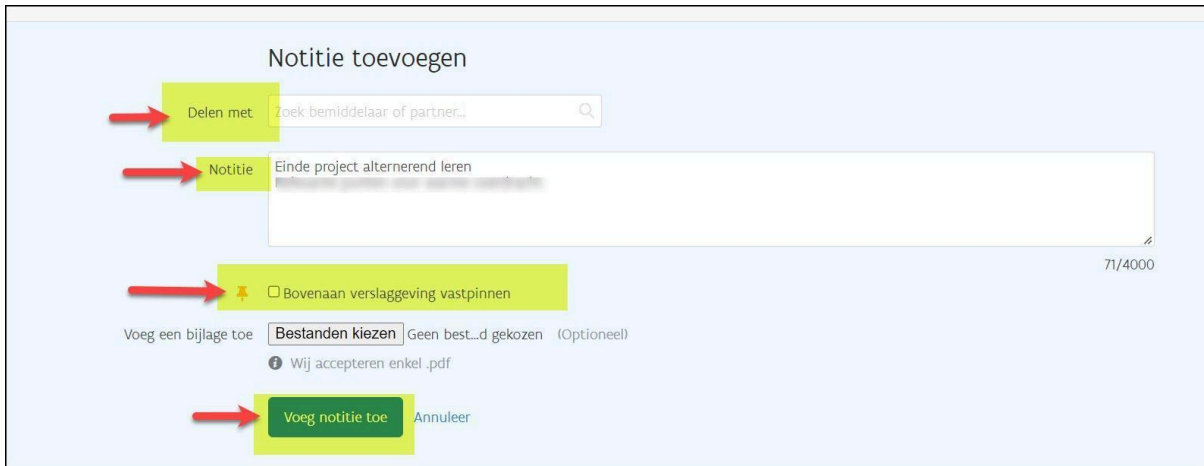 Notitie toevoegen
Delen met
Zoek bemiddelaar of partner...
Notitie
Einde project alternerend leren
71/4000
Bovenaan verslaggeving vastpinnen
Voeg een bijlage toe
Bestanden kiezen Geen best...d gekozen (Optioneel)
Wij accepteren enkel .pdf
Voeg notitie toe
Annuleer